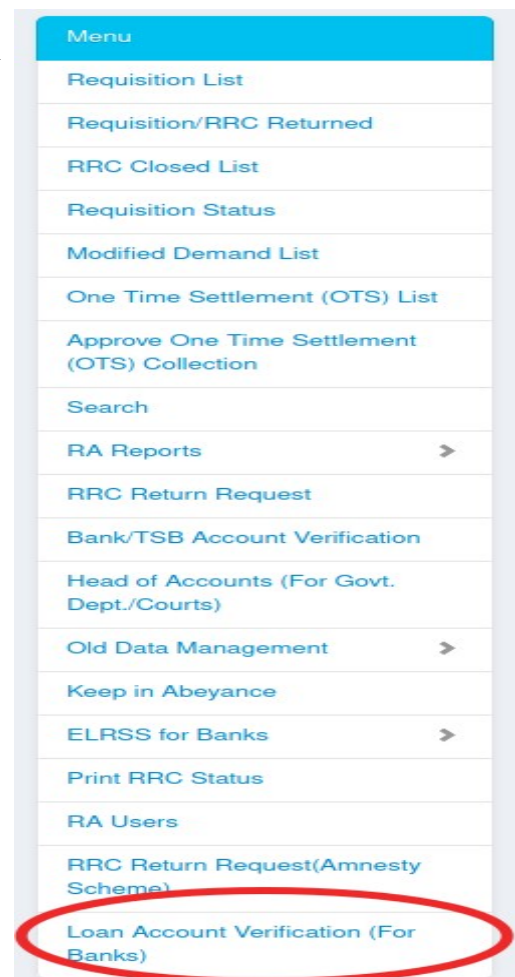 Menu
Requisition List
Requisition/RRC Returned
RRC Closed List
Requisition Status
Modified Demand List
One Time Settlement (OTS) List
Approve One Time Settlement
(OTS) Collection
Search
RA Reports
RRC Return Request
Bank/TSB Account Verification
Head of Accounts (For Govt.
Dept./Courts)
Old Data Management
Keep in Abeyance
ELRSS for Banks
Print RRC Status
RA Users
RRC Return Request(Amnesty
Scheme)
Loan Account Verification (For
Banks)